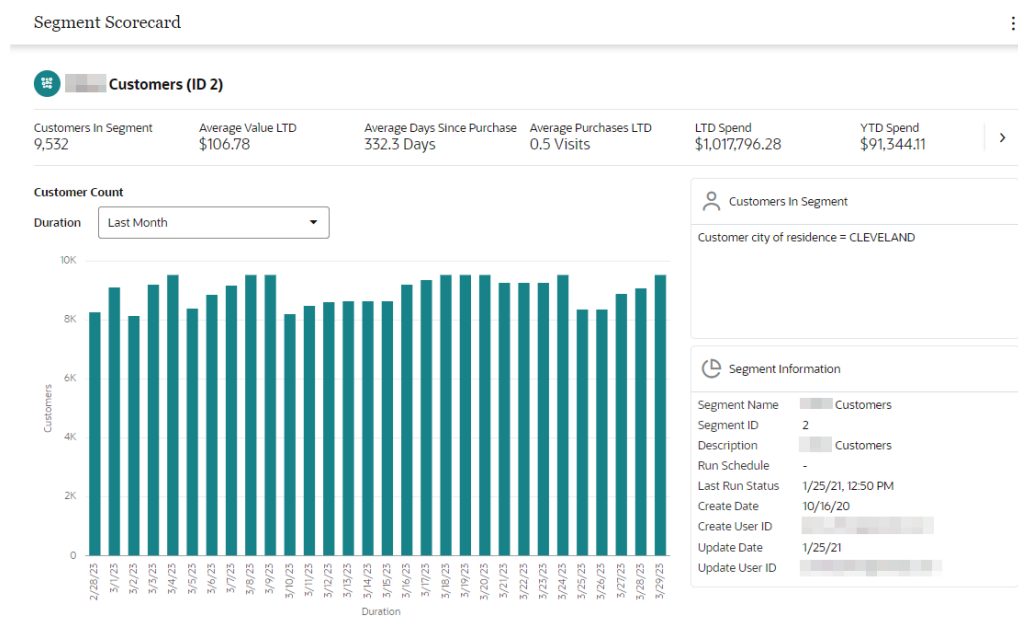 Segment Scorecard
Customers (ID 2)
Customers In Segment
9,532
Average Value LTD
$106.78
Average Days Since Purchase
332.3 Days
Average Purchases LTD
0.5 Visits
LTD Spend
$1,017,796.28
YTD Spend
$91,344.11
Customer Count
Duration Last Month
10K
8K
6K
4K
2K
0
Customers
2/28/23
3/1/23
3/2/23
3/3/23
3/4/23
3/5/23
3/6/23
3/7/23
3/8/23
3/9/23
3/10/23
3/11/23
3/12/23
3/13/23
3/14/23
3/15/23
3/16/23
3/17/23
3/18/23
3/19/23
3/20/23
3/21/23
3/22/23
3/23/23
3/24/23
3/25/23
3/26/23
3/27/23
3/28/23
3/29/23
Duration
Customers In Segment
Customer city of residence = CLEVELAND
Segment Information
Segment Name Customers
Segment ID 2
Description Customers
Run Schedule -
Last Run Status 1/25/21, 12:50 PM
Create Date 10/16/20
Create User ID
Update Date 1/25/21
Update User ID